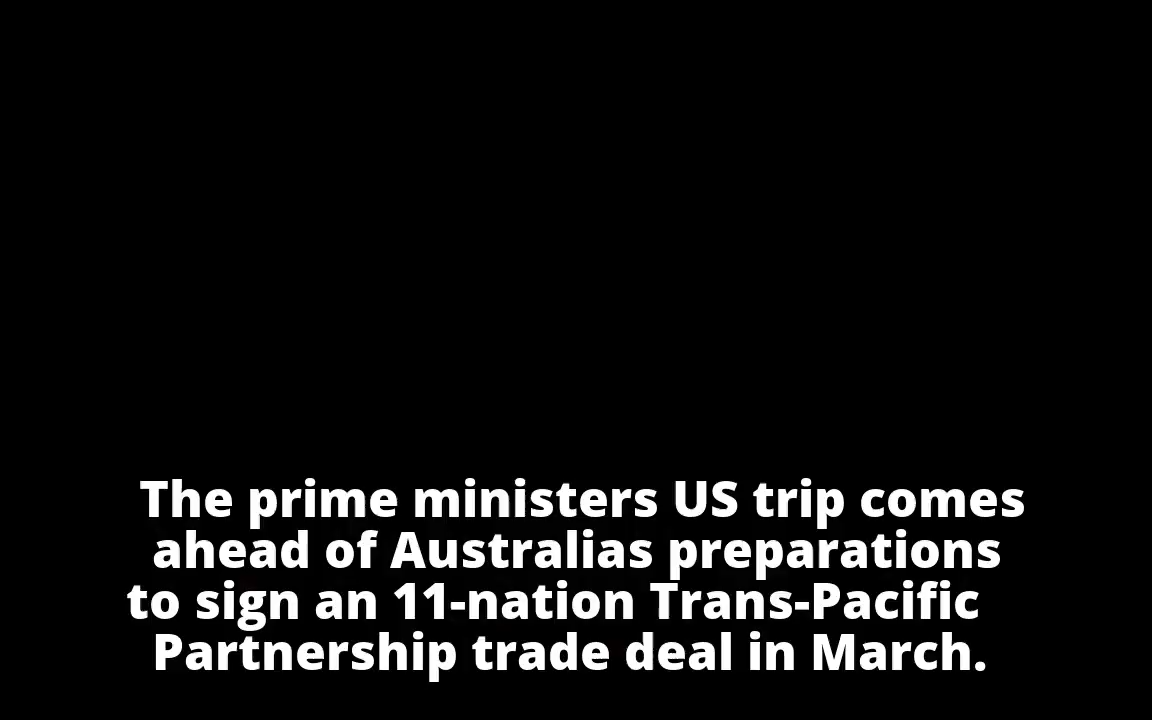 The prime ministers US trip comes
ahead of Australias preparations
to sign an 11-nation Trans-Pacific
Partnership trade deal in March.